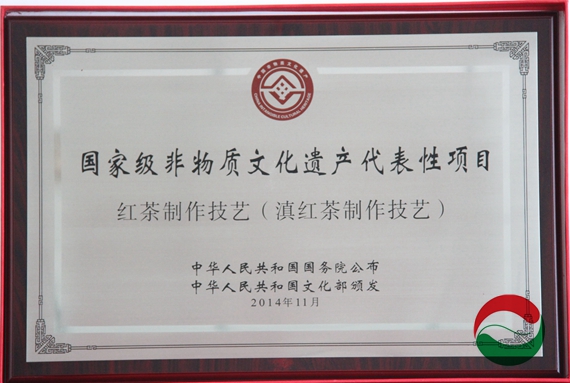 国家级非物质文化遗产代表性项目
红茶制作技艺（滇红茶制作技艺）
中华人民共和国国务院公布
中华人民共和国文化部颁发
2014年11月